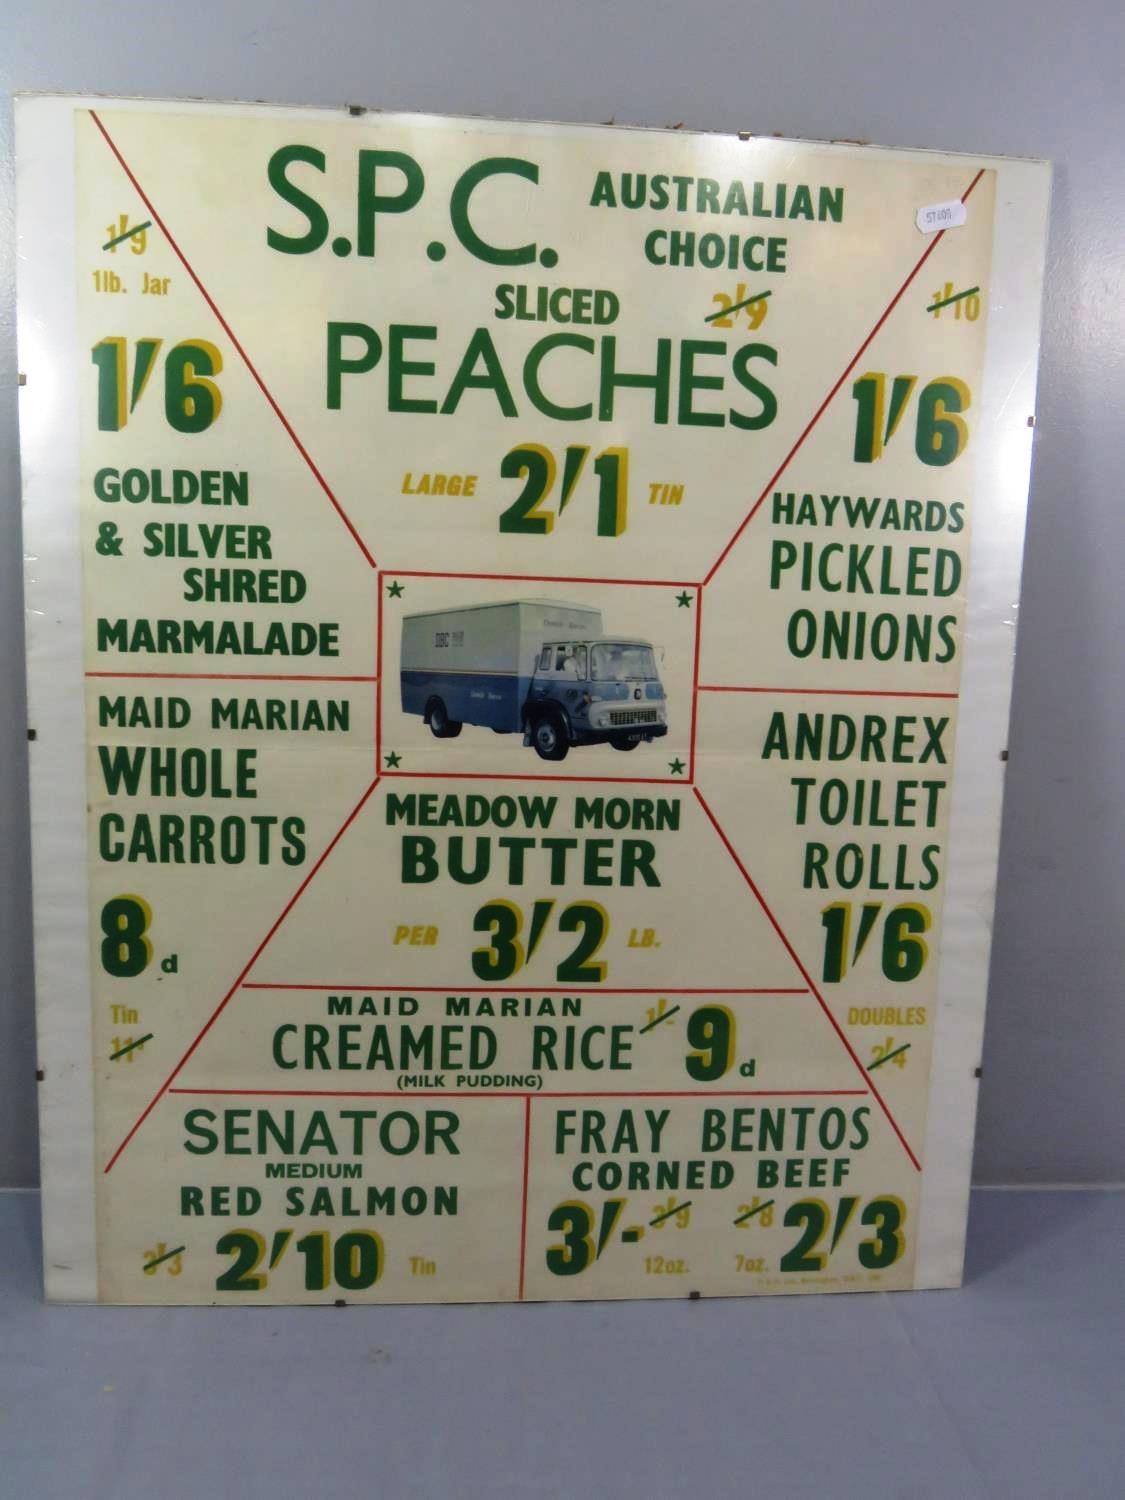 S.P.C. AUSTRALIAN
CHOICE
SLICED 2/9
PEACHES
LARGE 2/1 TIN
1/9
1lb. Jar
1/6
GOLDEN
& SILVER
SHRED
MARMALADE
1/10
1/6
HAYWARDS
PICKLED
ONIONS
MAID MARIAN
WHOLE
CARROTS
8d
Tin
11
DBC
MEADOW MORN
BUTTER
PER 3/2 LB.
ANDREX
TOILET
ROLLS
1/6
DOUBLES
2/4
MAID MARIAN
CREAMED RICE 1/- 9d
(MILK PUDDING)
SENATOR
MEDIUM
RED SALMON
3/3 2/10 Tin
FRAY BENTOS
CORNED BEEF
3/- 3/9 2/8 2/3
12oz. 7oz.